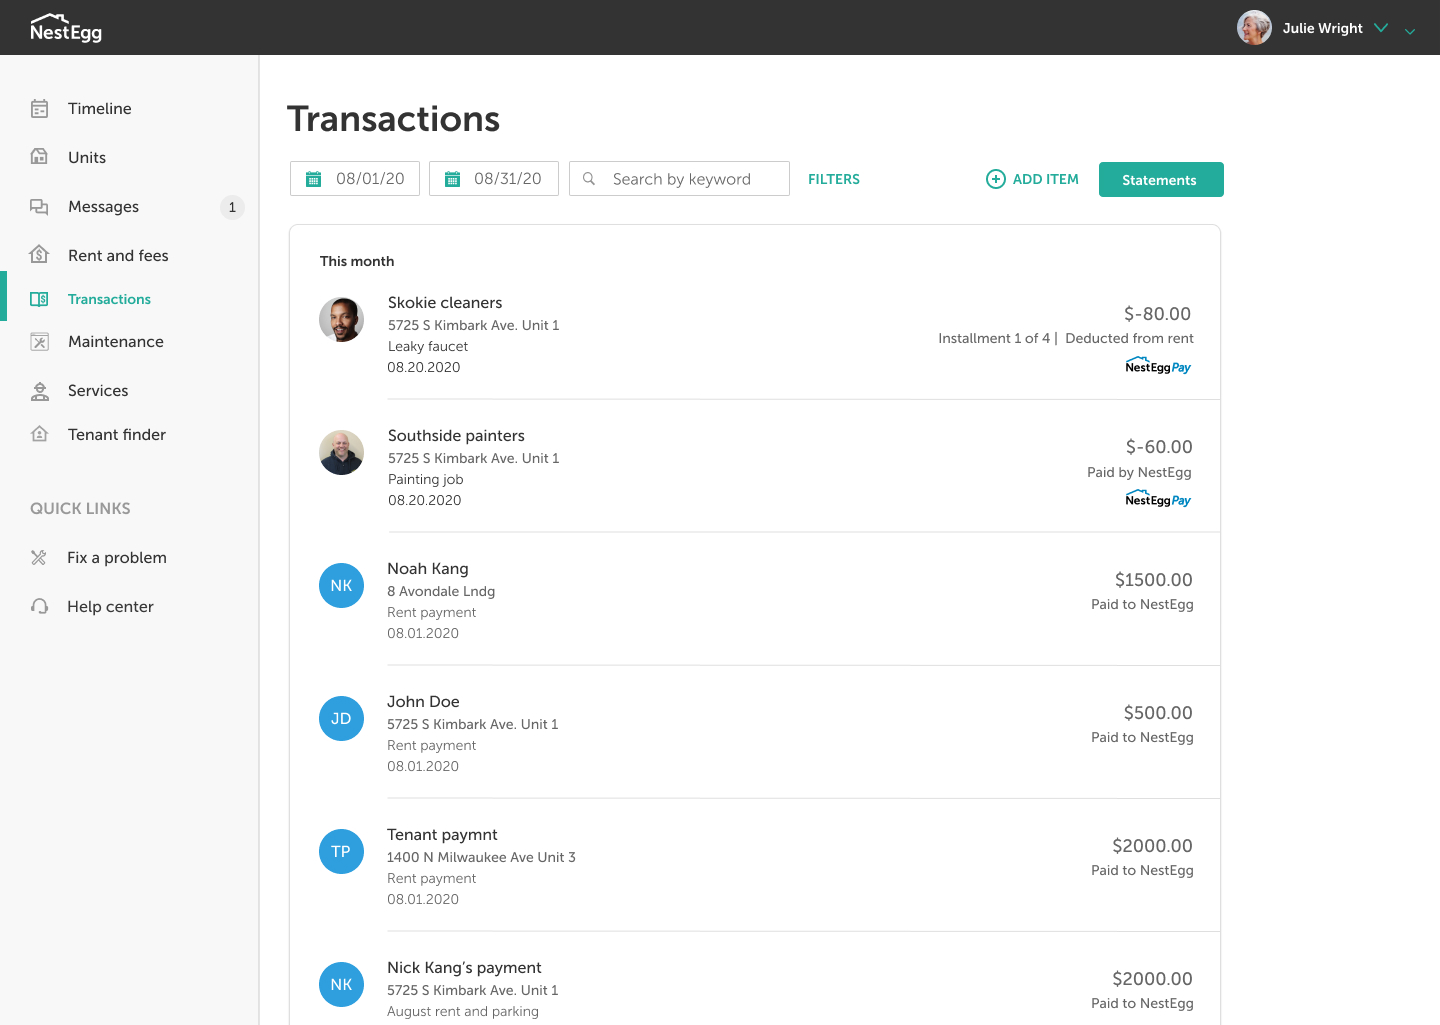 NestEgg
Julie Wright
Timeline
Units
Messages
1
Rent and fees
Transactions
Maintenance
Services
Tenant finder
QUICK LINKS
Fix a problem
Help center
Transactions
08/01/20
08/31/20
Search by keyword
FILTERS
ADD ITEM
Statements
This month
Skokie cleaners
5725 S Kimbark Ave. Unit 1
Leaky faucet
08.20.2020
$-80.00
Installment 1 of 4 | Deducted from rent
NestEgg Pay
Southside painters
5725 S Kimbark Ave. Unit 1
Painting job
08.20.2020
$-60.00
Paid by NestEgg
NestEgg Pay
NK
Noah Kang
8 Avondale Lndg
Rent payment
08.01.2020
$1500.00
Paid to NestEgg
JD
John Doe
5725 S Kimbark Ave. Unit 1
Rent payment
08.01.2020
$500.00
Paid to NestEgg
TP
Tenant paymnt
1400 N Milwaukee Ave Unit 3
Rent payment
08.01.2020
$2000.00
Paid to NestEgg
NK
Nick Kang’s payment
5725 S Kimbark Ave. Unit 1
August rent and parking
$2000.00
Paid to NestEgg